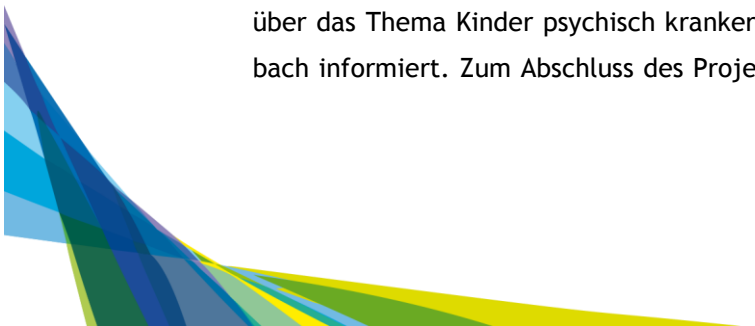 über das Thema Kinder psychisch kranker
bach informiert. Zum Abschluss des Proje